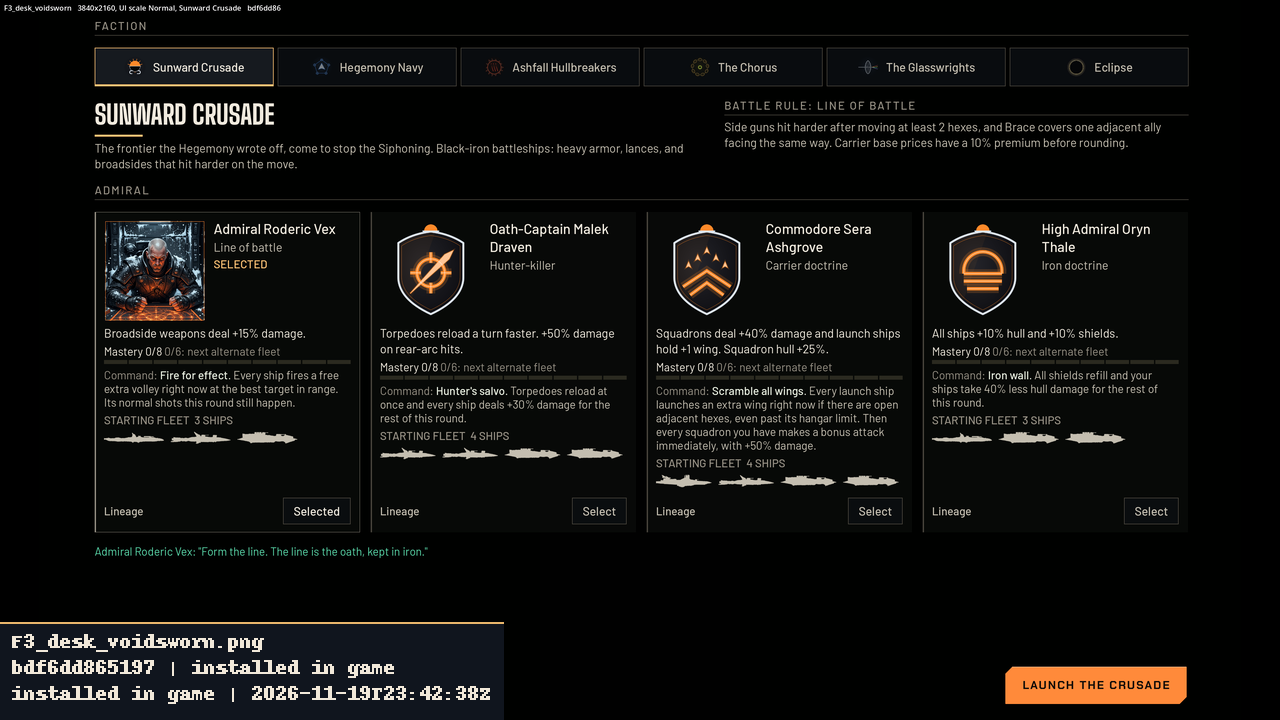 F3_desk_voidsworn 3840x2160, UI scale Normal, Sunward Crusade bdf6dd86
FACTION
Sunward Crusade
Hegemony Navy
Ashfall Hullbreakers
The Chorus
The Glasswrights
Eclipse
SUNWARD CRUSADE
The frontier the Hegemony wrote off, come to stop the Siphoning. Black-iron battleships: heavy armor, lances, and
broadsides that hit harder on the move.
BATTLE RULE: LINE OF BATTLE
Side guns hit harder after moving at least 2 hexes, and Brace covers one adjacent ally
facing the same way. Carrier base prices have a 10% premium before rounding.
ADMIRAL
Admiral Roderic Vex
Line of battle
SELECTED
Broadside weapons deal +15% damage.
Mastery 0/8 0/6: next alternate fleet
Command: Fire for effect. Every ship fires a free
extra volley right now at the best target in range.
Its normal shots this round still happen.
STARTING FLEET 3 SHIPS
Lineage
Selected
Oath-Captain Malek
Draven
Hunter-killer
Torpedoes reload a turn faster. +50% damage
on rear-arc hits.
Mastery 0/8 0/6: next alternate fleet
Command: Hunter's salvo. Torpedoes reload at
once and every ship deals +30% damage for the
rest of this round.
STARTING FLEET 4 SHIPS
Lineage
Select
Commodore Sera
Ashgrove
Carrier doctrine
Squadrons deal +40% damage and launch ships
hold +1 wing. Squadron hull +25%.
Mastery 0/8 0/6: next alternate fleet
Command: Scramble all wings. Every launch ship
launches an extra wing right now if there are open
adjacent hexes, even past its hangar limit. Then
every squadron you have makes a bonus attack
immediately, with +50% damage.
STARTING FLEET 4 SHIPS
Lineage
Select
High Admiral Oryn
Thale
Iron doctrine
All ships +10% hull and +10% shields.
Mastery 0/8 0/6: next alternate fleet
Command: Iron wall. All shields refill and your
ships take 40% less hull damage for the rest of
this round.
STARTING FLEET 3 SHIPS
Lineage
Select
Admiral Roderic Vex: "Form the line. The line is the oath, kept in iron."
F3_desk_voidsworn.png
bdf6dd865197 | installed in game
installed in game | 2026-11-19T23:42:38Z
LAUNCH THE CRUSADE